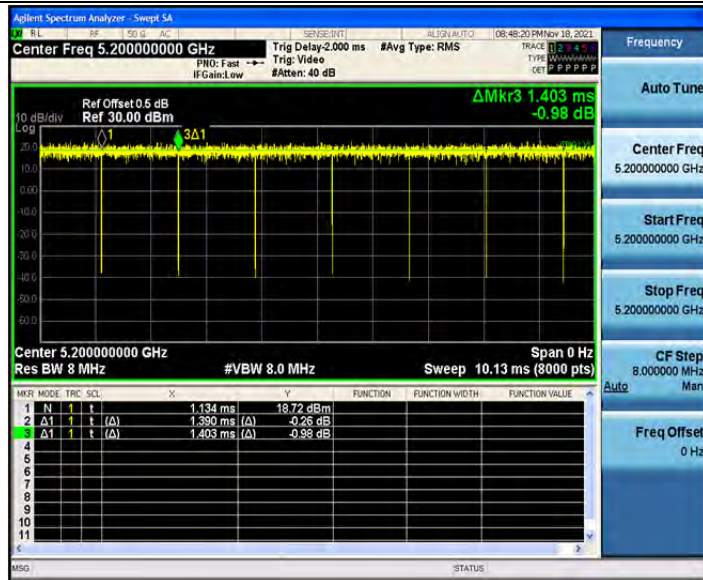 Agilent Spectrum Analyzer - Swept SA
RL RF 50 Ω AC SENSE:INT ALIGN AUTO 08:48:20 PM Nov 18, 2021
Center Freq 5.200000000 GHz
Trig Delay-2.000 ms #Avg Type: RMS
TRACE 1 2 3 4 5 6
PNO: Fast Trig: Video
TYPE
IFGain:Low #Atten: 40 dB
DET P P P P P P
ΔMkr3 1.403 ms
-0.98 dB
Ref Offset 0.5 dB
10 dB/div Ref 30.00 dBm
Log
1 3Δ1
20.0
10.0
0.00
-10.0
-20.0
-30.0
-40.0
-50.0
-60.0
Center 5.200000000 GHz Span 0 Hz
Res BW 8 MHz #VBW 8.0 MHz Sweep 10.13 ms (8000 pts)
MKR MODE TRC SCL X Y FUNCTION FUNCTION WIDTH FUNCTION VALUE
1 N 1 t 1.134 ms 18.72 dBm
2 Δ1 1 t (Δ) 1.390 ms (Δ) -0.26 dB
3 Δ1 1 t (Δ) 1.403 ms (Δ) -0.98 dB
4
5
6
7
8
9
10
11
MSG STATUS
Frequency
Auto Tune
Center Freq
5.200000000 GHz
Start Freq
5.200000000 GHz
Stop Freq
5.200000000 GHz
CF Step
8.000000 MHz
Auto Man
Freq Offset
0 Hz